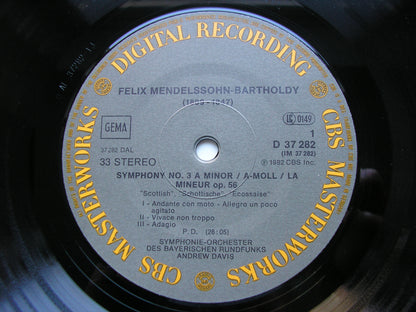 DIGITAL RECORDING
CBS MASTERWORKS
CBS MASTERWORKS
FELIX MENDELSSOHN-BARTHOLDY
(1809-1847)
GEMA
LC 0149
1
D 37 282
(IM 37 282)
37 282 DAL
33 STEREO
℗ 1982 CBS Inc.
SYMPHONY NO. 3 A MINOR / A-MOLL / LA
MINEUR op. 56
"Scottish", "Schottische", "Ecossaise"
I - Andante con moto - Allegro un poco
agitato
II - Vivace non troppo
III - Adagio
P. D. (26:05)
SYMPHONIE-ORCHESTER
DES BAYERISCHEN RUNDFUNKS
ANDREW DAVIS